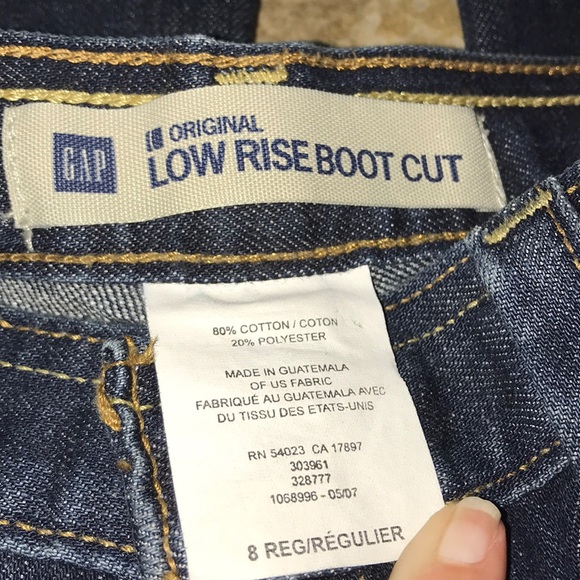 GAP
ORIGINAL
LOW RISE BOOT CUT
80% COTTON / COTON
20% POLYESTER
MADE IN GUATEMALA
OF US FABRIC
FABRIQUÉ AU GUATEMALA AVEC
DU TISSU DES ETATS-UNIS
RN 54023 CA 17897
303961
328777
1068996 - 05/07
8 REG/RÉGULIER